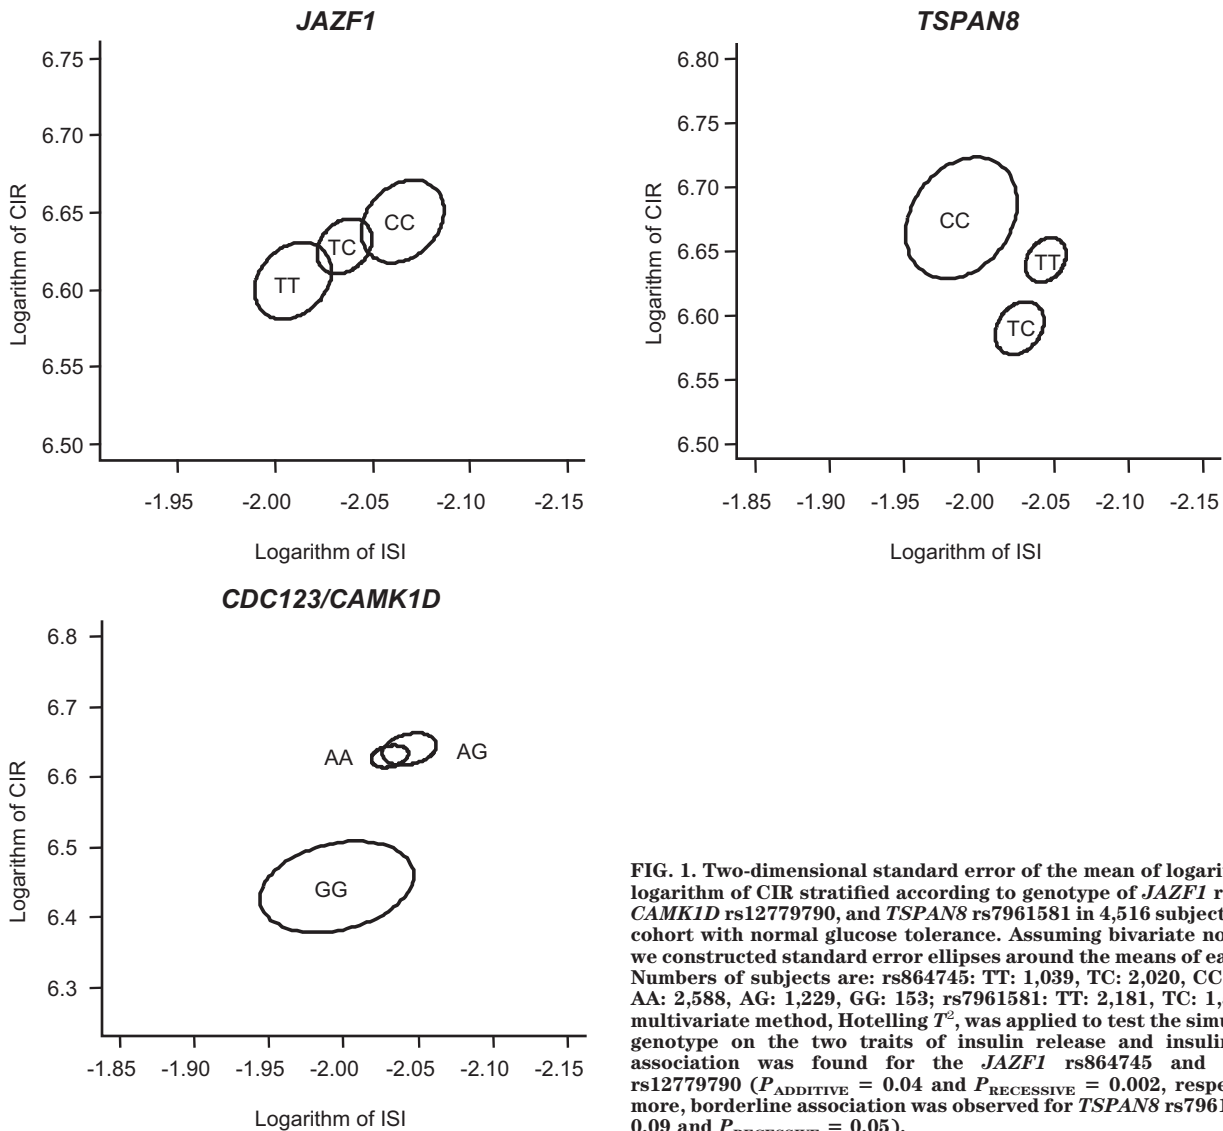 JAZF1
6.75
6.70
6.65
6.60
6.55
6.50
Logarithm of CIR
TT
TC
CC
-1.95 -2.00 -2.05 -2.10 -2.15
Logarithm of ISI
TSPAN8
6.80
6.75
6.70
6.65
6.60
6.55
6.50
Logarithm of CIR
CC
TT
TC
-1.85 -1.90 -1.95 -2.00 -2.05 -2.10 -2.15
Logarithm of ISI
CDC123/CAMK1D
6.8
6.7
6.6
6.5
6.4
6.3
Logarithm of CIR
AA
AG
GG
-1.85 -1.90 -1.95 -2.00 -2.05 -2.10 -2.15
Logarithm of ISI
FIG. 1. Two-dimensional standard error of the mean of logari
logarithm of CIR stratified according to genotype of JAZF1 r
CAMK1D rs12779790, and TSPAN8 rs7961581 in 4,516 subject
cohort with normal glucose tolerance. Assuming bivariate no
we constructed standard error ellipses around the means of ea
Numbers of subjects are: rs864745: TT: 1,039, TC: 2,020, CC
AA: 2,588, AG: 1,229, GG: 153; rs7961581: TT: 2,181, TC: 1,
multivariate method, Hotelling T², was applied to test the simu
genotype on the two traits of insulin release and insulin
association was found for the JAZF1 rs864745 and
rs12779790 (P ADDITIVE = 0.04 and P RECESSIVE = 0.002, respe
more, borderline association was observed for TSPAN8 rs7961
0.09 and P RECESSIVE = 0.05).